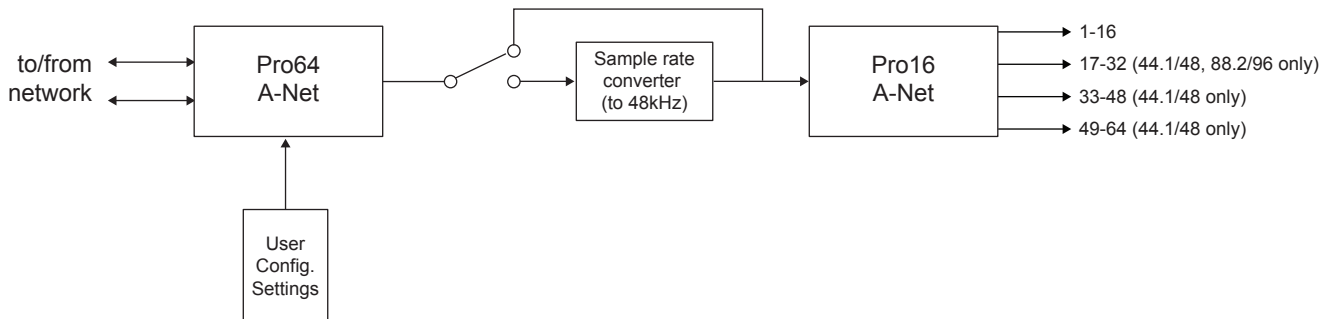 to/from
network
Pro64
A-Net
Sample rate
converter
(to 48kHz)
Pro16
A-Net
1-16
17-32 (44.1/48, 88.2/96 only)
33-48 (44.1/48 only)
49-64 (44.1/48 only)
User
Config.
Settings